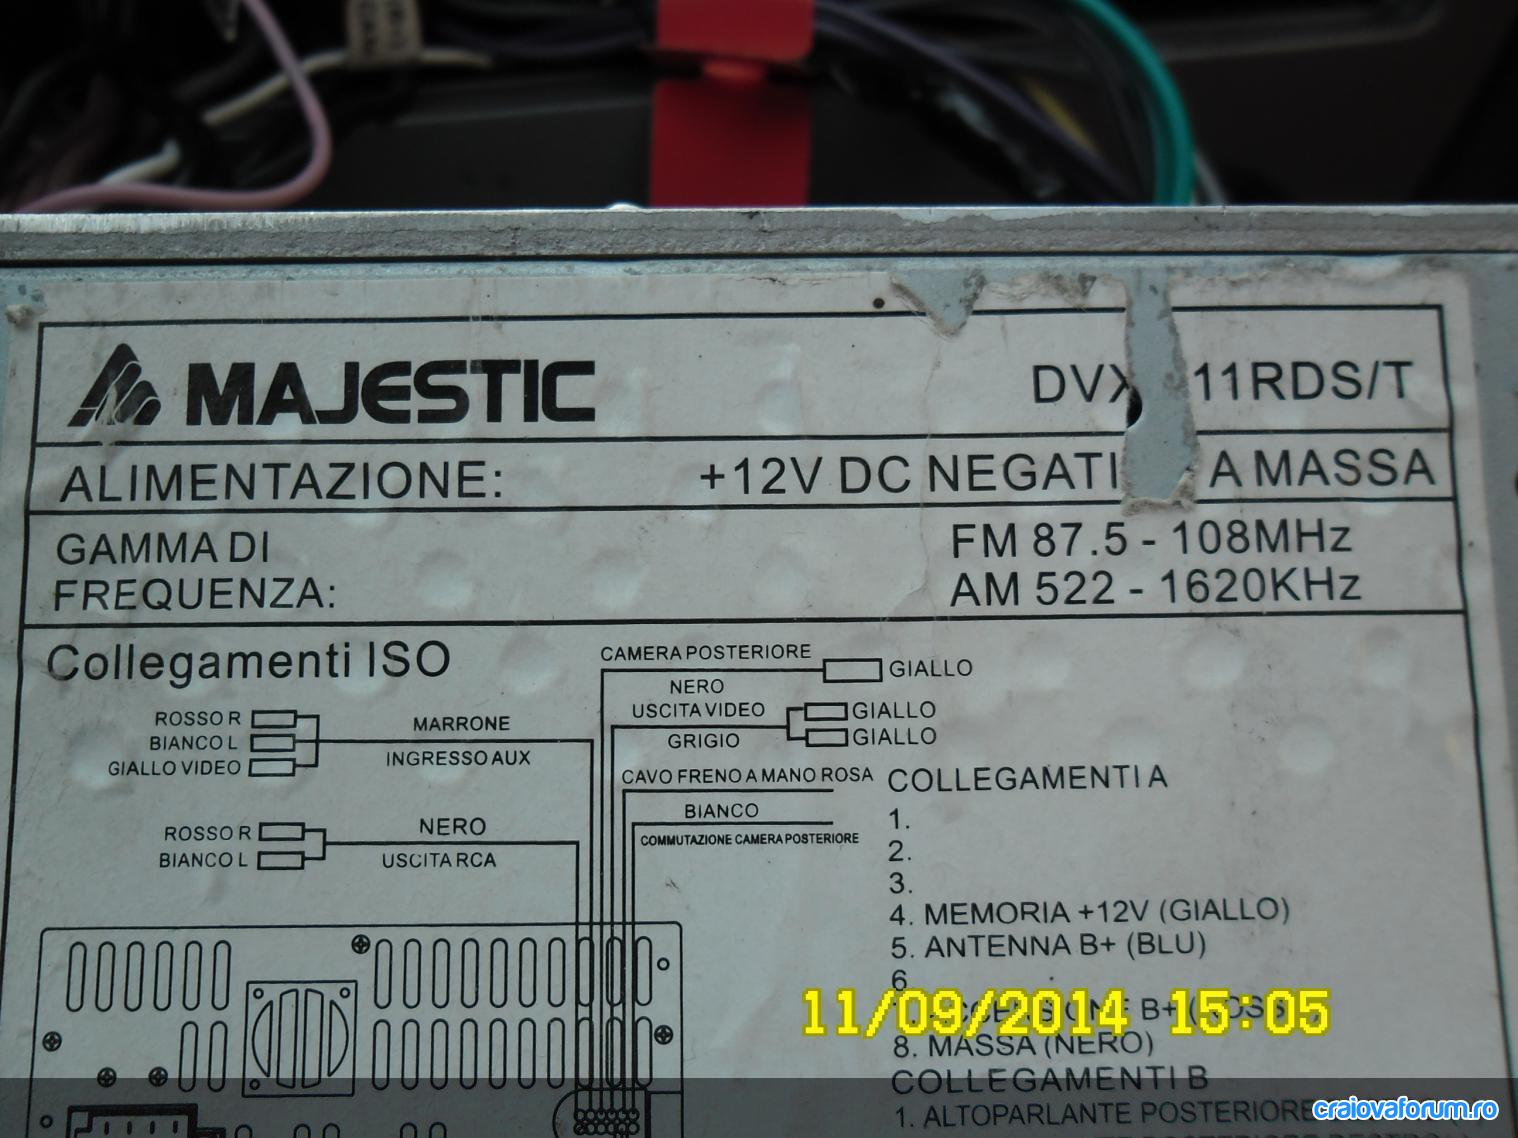 MAJESTIC
DVX 11RDS/T
ALIMENTAZIONE: +12V DC NEGATI A MASSA
GAMMA DI FREQUENZA:
FM 87.5 - 108MHz
AM 522 - 1620KHz
Collegamenti ISO
ROSSO R
BIANCO L
GIALLO VIDEO
MARRONE
INGRESSO AUX
ROSSO R
BIANCO L
NERO
USCITA RCA
CAMERA POSTERIORE
GIALLO
NERO
USCITA VIDEO
GIALLO
GRIGIO
GIALLO
CAVO FRENO A MANO ROSA
BIANCO
COMMUTAZIONE CAMERA POSTERIORE
COLLEGAMENTI A
1.
2.
3.
4. MEMORIA +12V (GIALLO)
5. ANTENNA B+ (BLU)
6
11/09/2014 15:05
8. MASSA (NERO)
COLLEGAMENTI B
1. ALTOPARLANTE POSTERIORE
craiovaforum.ro